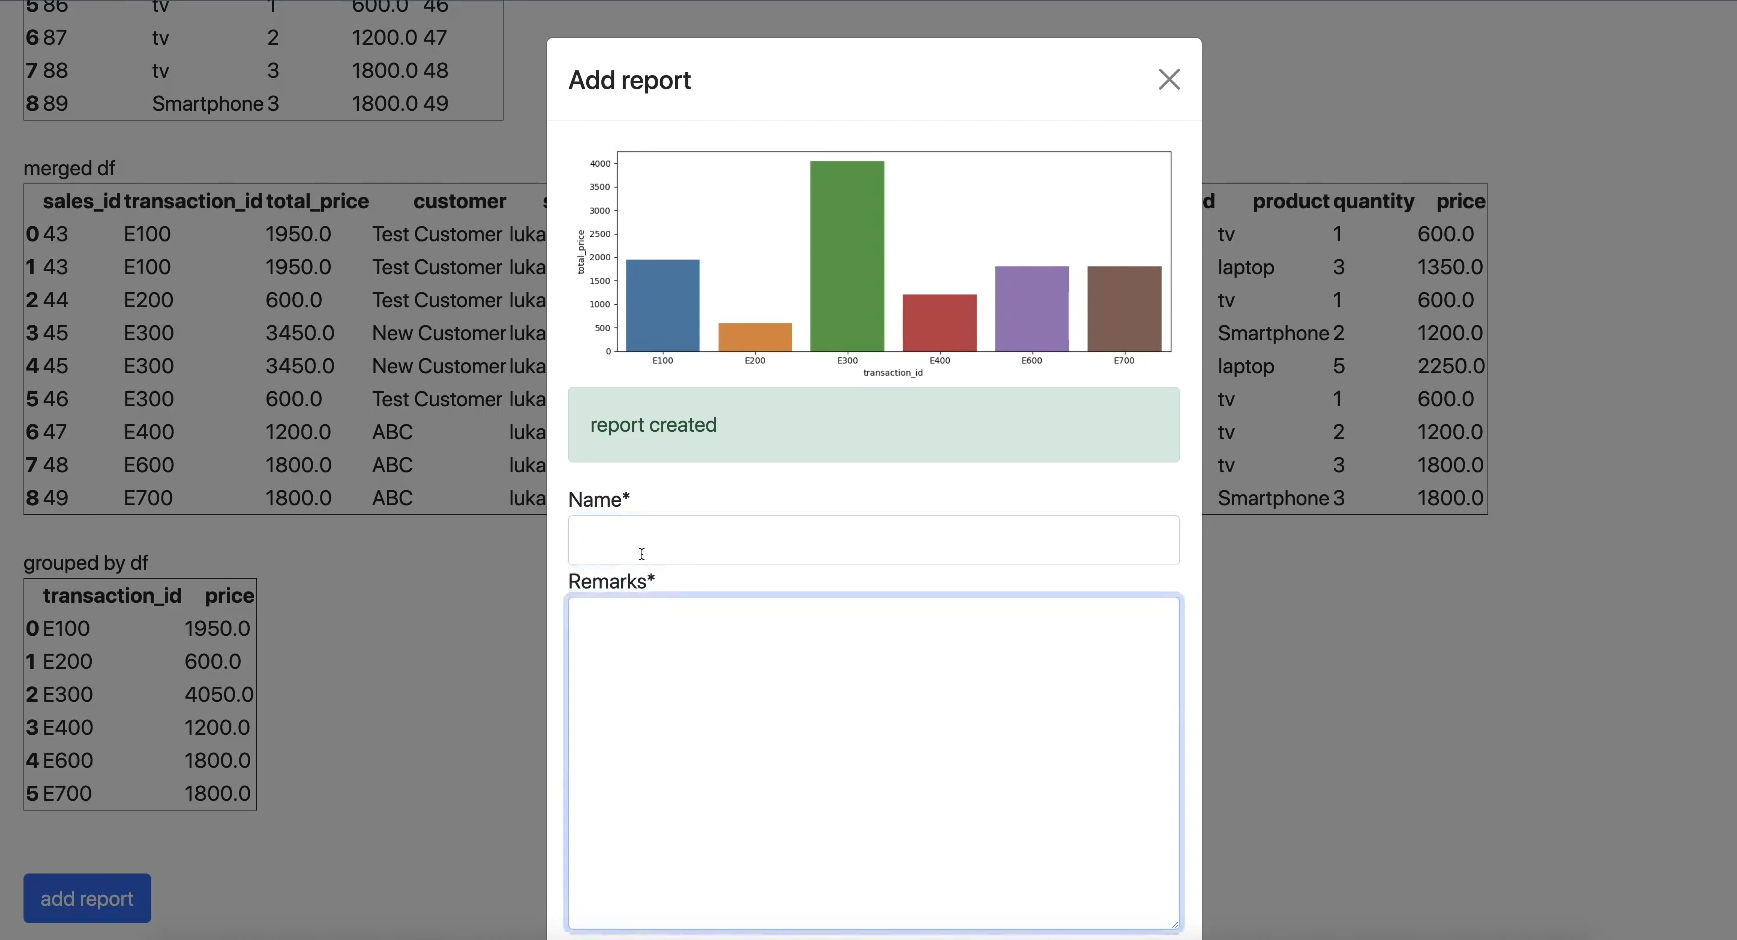 5 86 tv 1 600.0 46
6 87 tv 2 1200.0 47
7 88 tv 3 1800.0 48
8 89 Smartphone 3 1800.0 49
merged df
sales_id transaction_id total_price customer d product quantity price
0 43 E100 1950.0 Test Customer luka tv 1 600.0
1 43 E100 1950.0 Test Customer luka laptop 3 1350.0
2 44 E200 600.0 Test Customer luka tv 1 600.0
3 45 E300 3450.0 New Customer luka Smartphone 2 1200.0
4 45 E300 3450.0 New Customer luka laptop 5 2250.0
5 46 E300 600.0 Test Customer luka tv 1 600.0
6 47 E400 1200.0 ABC luka tv 2 1200.0
7 48 E600 1800.0 ABC luka tv 3 1800.0
8 49 E700 1800.0 ABC luka Smartphone 3 1800.0
grouped by df
transaction_id price
0 E100 1950.0
1 E200 600.0
2 E300 4050.0
3 E400 1200.0
4 E600 1800.0
5 E700 1800.0
add report
Add report
4000
3500
3000
2500
2000
1500
1000
500
0
total_price
E100 E200 E300 E400 E600 E700
transaction_id
report created
Name*
Remarks*